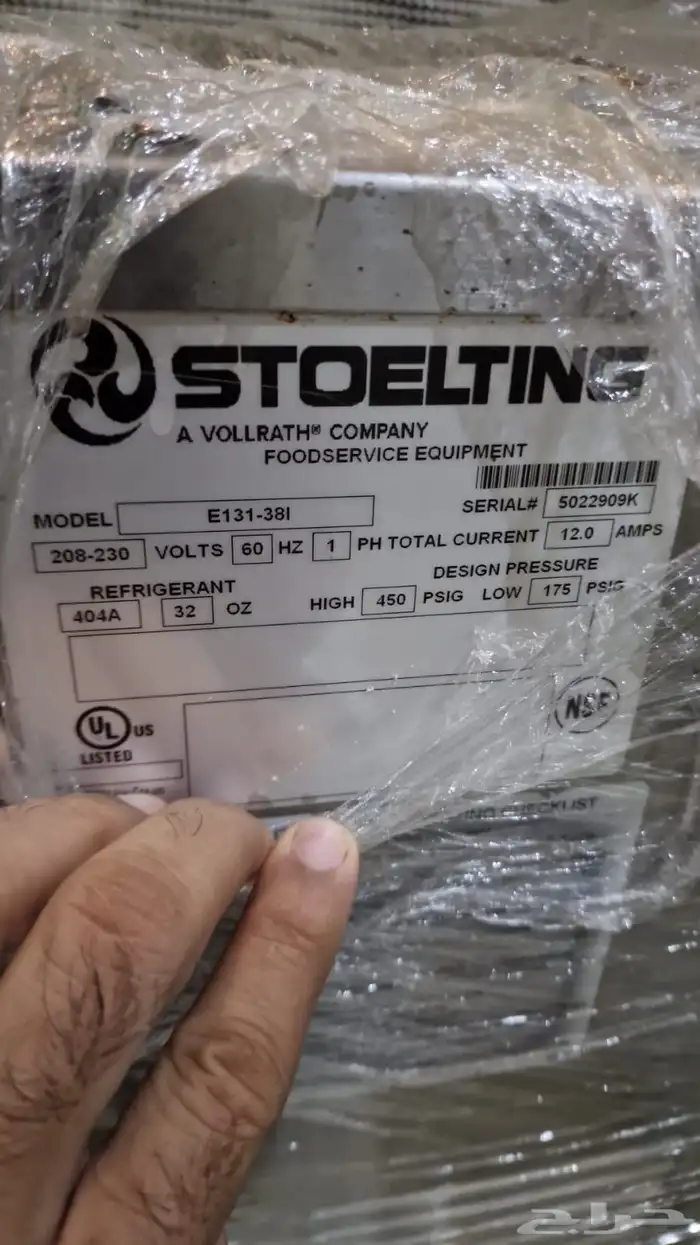 STOELTING
A VOLLRATH® COMPANY
FOODSERVICE EQUIPMENT
MODEL E131-38I SERIAL# 5022909K
208-230 VOLTS 60 HZ 1 PH TOTAL CURRENT 12.0 AMPS
REFRIGERANT DESIGN PRESSURE
404A 32 OZ HIGH 450 PSIG LOW 175 PSIG
UL US
LISTED
NSF
CHECKLIST
حراج